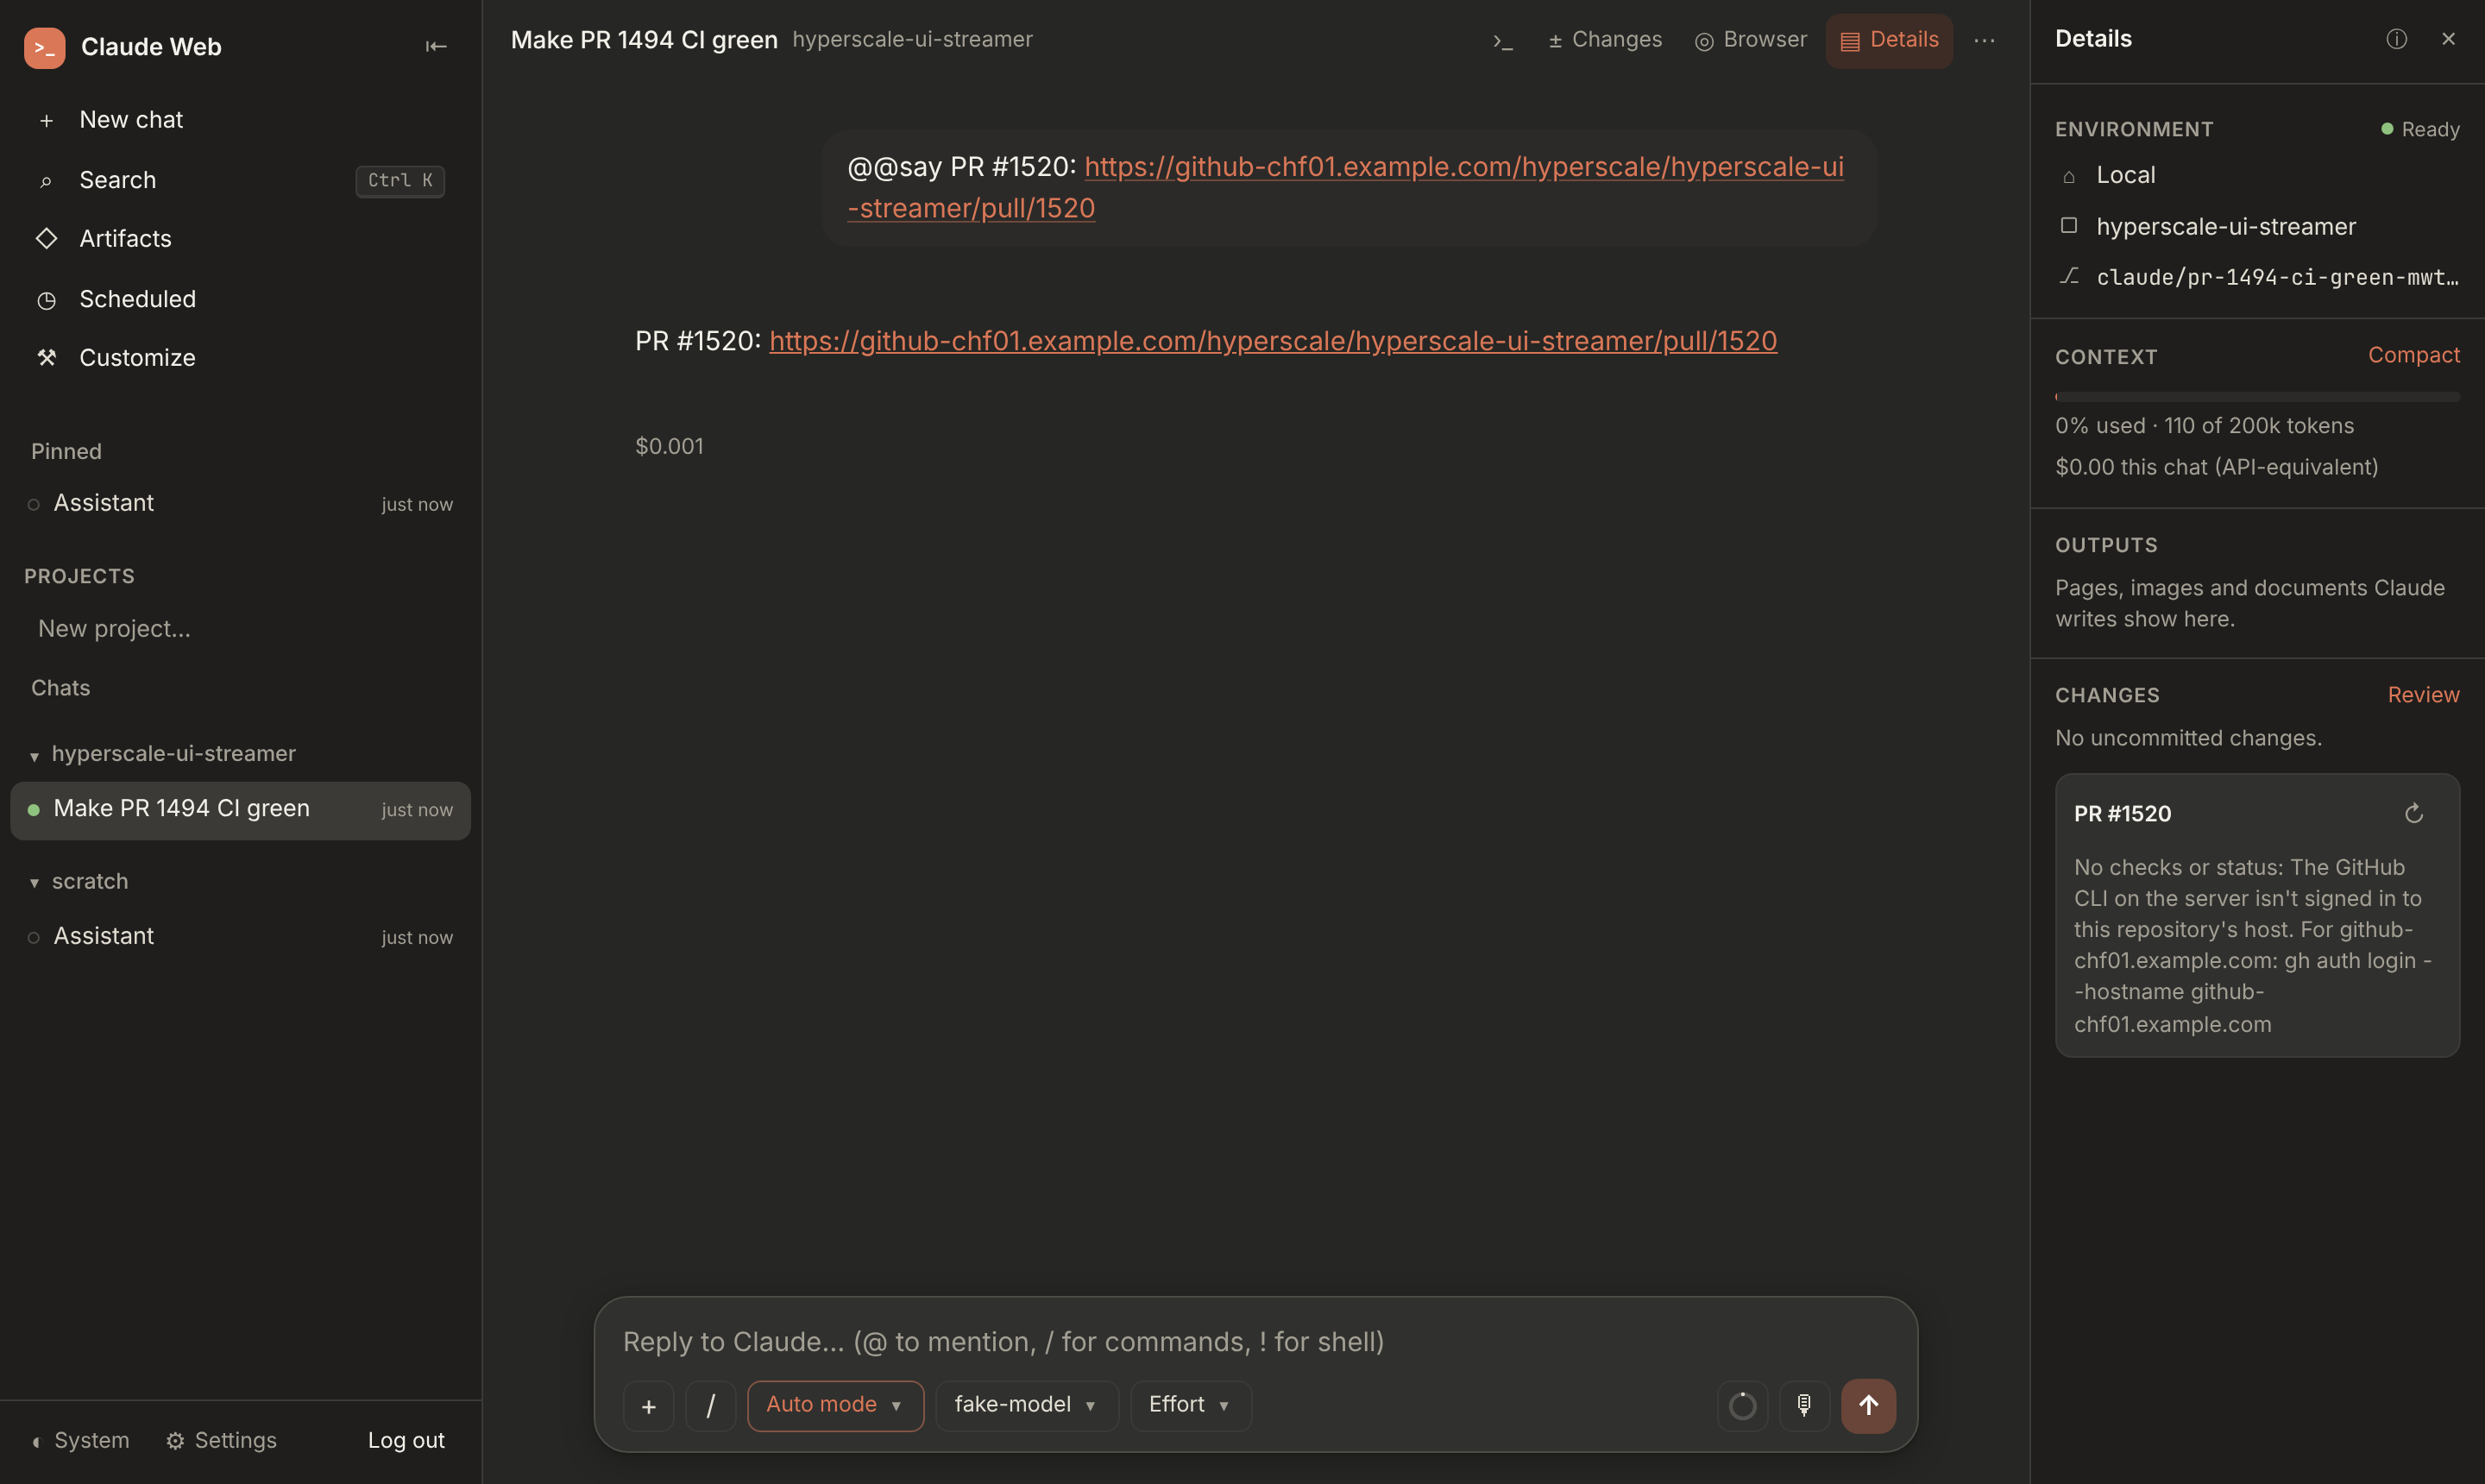 >_ Claude Web
+ New chat
Search Ctrl K
Artifacts
Scheduled
Customize
Pinned
Assistant just now
PROJECTS
New project...
Chats
hyperscale-ui-streamer
Make PR 1494 CI green just now
scratch
Assistant just now
System Settings Log out
Make PR 1494 CI green hyperscale-ui-streamer
>_ ± Changes Browser Details ...
@@say PR #1520: https://github-chf01.example.com/hyperscale/hyperscale-ui
-streamer/pull/1520
PR #1520: https://github-chf01.example.com/hyperscale/hyperscale-ui-streamer/pull/1520
$0.001
Reply to Claude... (@ to mention, / for commands, ! for shell)
+ / Auto mode fake-model Effort
Details
ENVIRONMENT Ready
Local
hyperscale-ui-streamer
claude/pr-1494-ci-green-mwt…
CONTEXT Compact
0% used · 110 of 200k tokens
$0.00 this chat (API-equivalent)
OUTPUTS
Pages, images and documents Claude
writes show here.
CHANGES Review
No uncommitted changes.
PR #1520
No checks or status: The GitHub
CLI on the server isn't signed in to
this repository's host. For github-
chf01.example.com: gh auth login -
-hostname github-
chf01.example.com